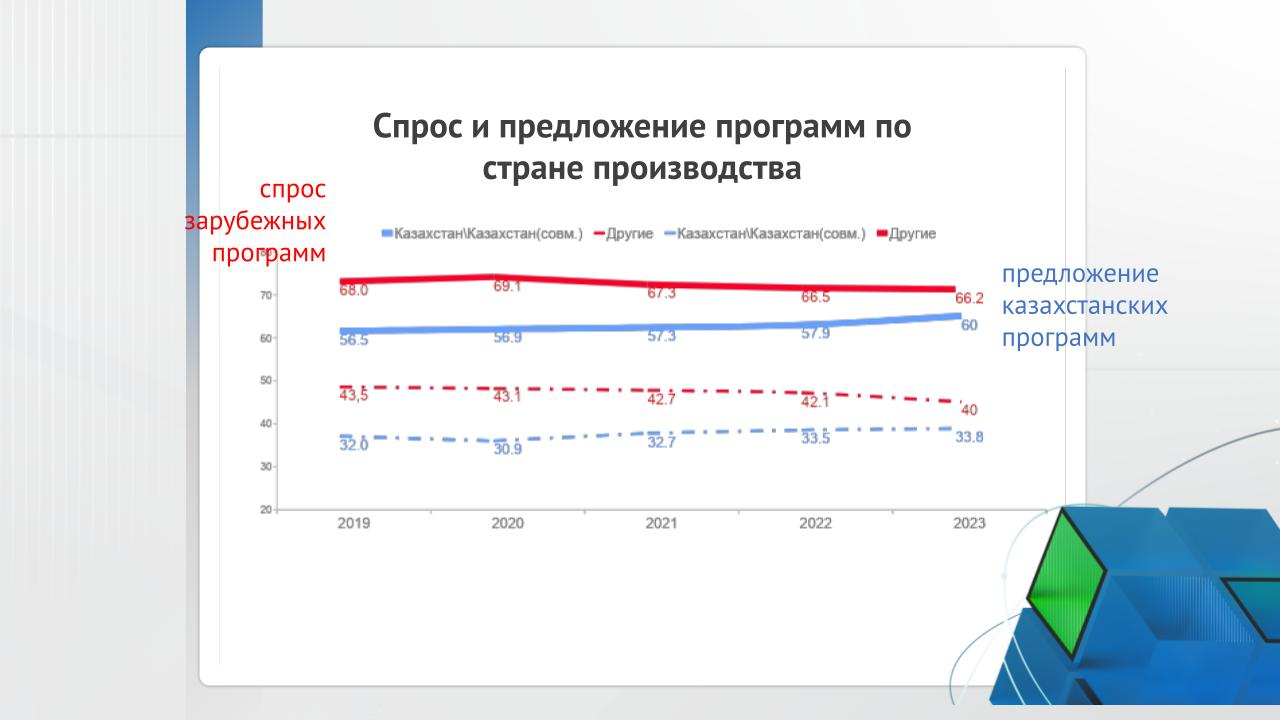 Спрос и предложение программ по
стране производства
спрос
зарубежных
программ
Казахстан\Казахстан(совм.) Другие Казахстан\Казахстан(совм.) Другие
предложение
казахстанских
программ
80
70
60
50
40
30
20
68.0 69.1 67.3 66.5 66.2
56.5 56.9 57.3 57.9 60
43,5 43.1 42.7 42.1 40
32.0 30.9 32.7 33.5 33.8
2019 2020 2021 2022 2023